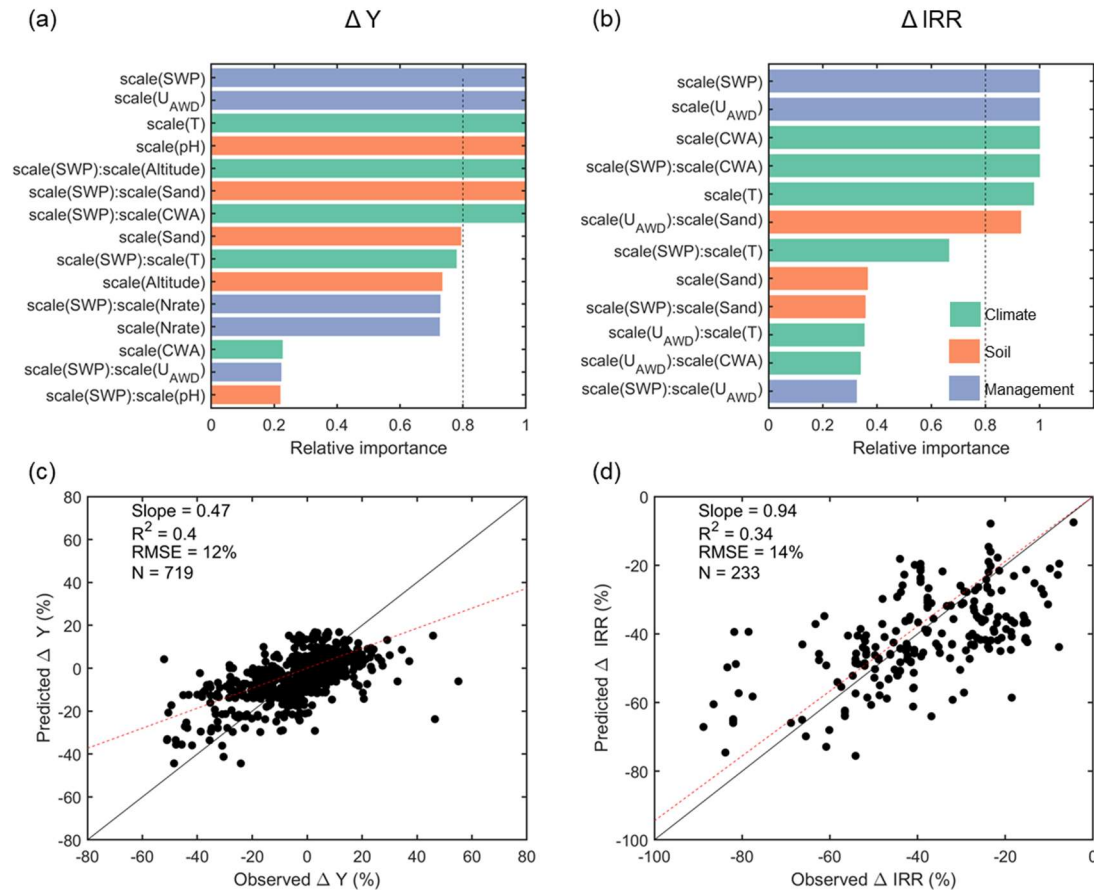 (a)
Δ Y
scale(SWP)
scale(U_AWD)
scale(T)
scale(pH)
scale(SWP):scale(Altitude)
scale(SWP):scale(Sand)
scale(SWP):scale(CWA)
scale(Sand)
scale(SWP):scale(T)
scale(Altitude)
scale(SWP):scale(Nrate)
scale(Nrate)
scale(CWA)
scale(SWP):scale(U_AWD)
scale(SWP):scale(pH)
0 0.2 0.4 0.6 0.8 1
Relative importance
(b)
Δ IRR
scale(SWP)
scale(U_AWD)
scale(CWA)
scale(SWP):scale(CWA)
scale(T)
scale(U_AWD):scale(Sand)
scale(SWP):scale(T)
scale(Sand)
scale(SWP):scale(Sand)
scale(U_AWD):scale(T)
scale(U_AWD):scale(CWA)
scale(SWP):scale(U_AWD)
Climate
Soil
Management
0 0.2 0.4 0.6 0.8 1
Relative importance
(c)
Slope = 0.47
R² = 0.4
RMSE = 12%
N = 719
Predicted Δ Y (%)
80
60
40
20
0
-20
-40
-60
-80
-80 -60 -40 -20 0 20 40 60 80
Observed Δ Y (%)
(d)
Slope = 0.94
R² = 0.34
RMSE = 14%
N = 233
Predicted Δ IRR (%)
0
-20
-40
-60
-80
-100
-100 -80 -60 -40 -20 0
Observed Δ IRR (%)